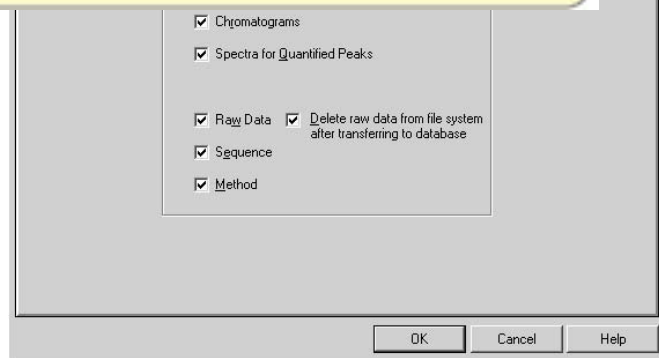 Chromatograms
Spectra for Quantified Peaks
Raw Data Delete raw data from file system
after transferring to database
Sequence
Method
OK Cancel Help